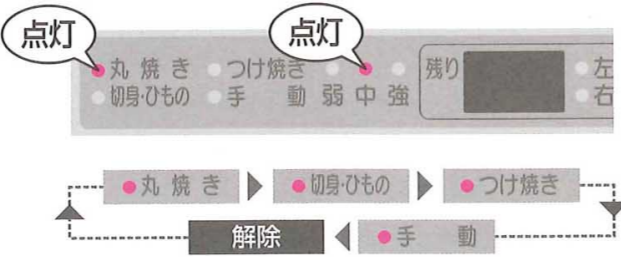 点灯
点灯
丸焼き つけ焼き 残り 左
切身・ひもの 手動 弱 中 強 右
丸焼き 切身・ひもの つけ焼き
解除 手動